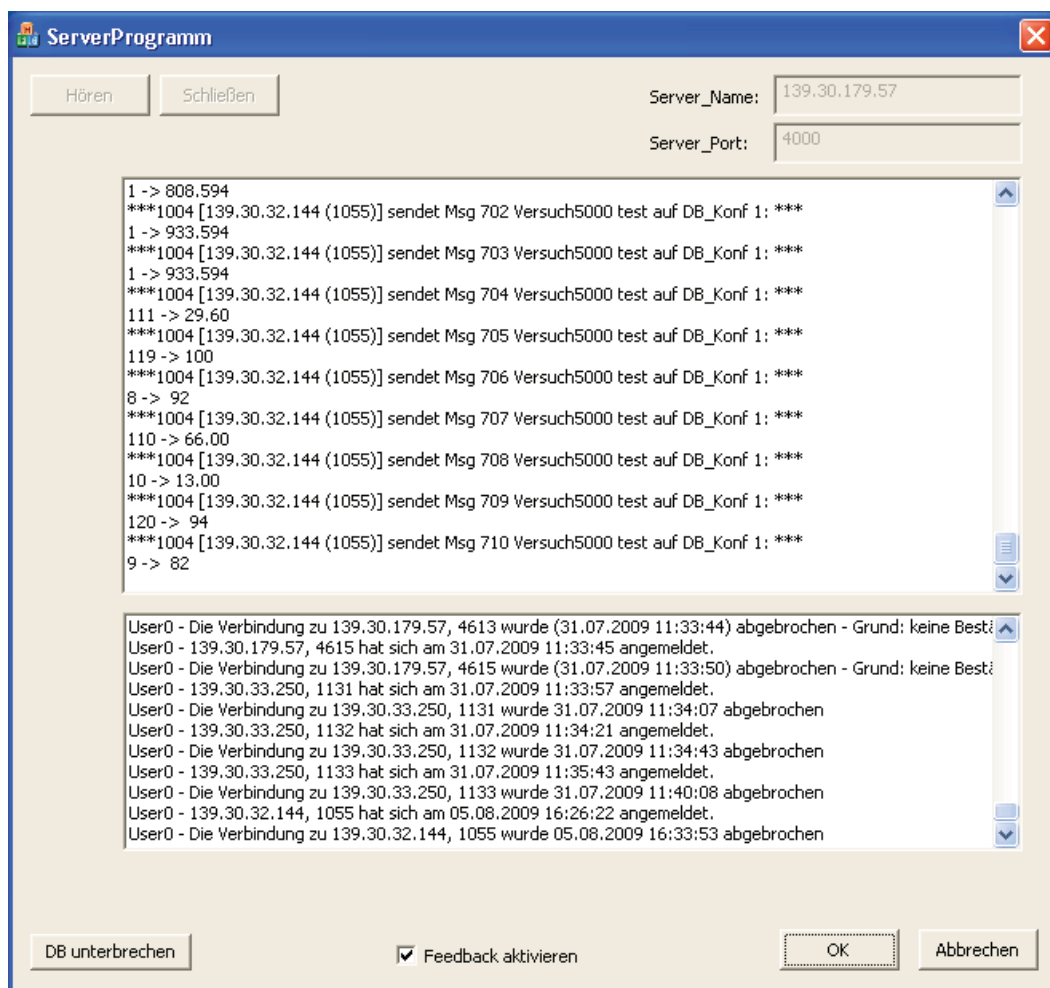 ServerProgramm
Hören
Schließen
Server_Name:
139.30.179.57
Server_Port:
4000
1 -> 808.594
***1004 [139.30.32.144 (1055)] sendet Msg 702 Versuch5000 test auf DB_Konf 1: ***
1 -> 933.594
***1004 [139.30.32.144 (1055)] sendet Msg 703 Versuch5000 test auf DB_Konf 1: ***
1 -> 933.594
***1004 [139.30.32.144 (1055)] sendet Msg 704 Versuch5000 test auf DB_Konf 1: ***
111 -> 29.60
***1004 [139.30.32.144 (1055)] sendet Msg 705 Versuch5000 test auf DB_Konf 1: ***
119 -> 100
***1004 [139.30.32.144 (1055)] sendet Msg 706 Versuch5000 test auf DB_Konf 1: ***
8 ->  92
***1004 [139.30.32.144 (1055)] sendet Msg 707 Versuch5000 test auf DB_Konf 1: ***
110 -> 66.00
***1004 [139.30.32.144 (1055)] sendet Msg 708 Versuch5000 test auf DB_Konf 1: ***
10 -> 13.00
***1004 [139.30.32.144 (1055)] sendet Msg 709 Versuch5000 test auf DB_Konf 1: ***
120 ->  94
***1004 [139.30.32.144 (1055)] sendet Msg 710 Versuch5000 test auf DB_Konf 1: ***
9 ->  82
User0 - Die Verbindung zu 139.30.179.57, 4613 wurde (31.07.2009 11:33:44) abgebrochen - Grund: keine Bestä
User0 - 139.30.179.57, 4615 hat sich am 31.07.2009 11:33:45 angemeldet.
User0 - Die Verbindung zu 139.30.179.57, 4615 wurde (31.07.2009 11:33:50) abgebrochen - Grund: keine Bestä
User0 - 139.30.33.250, 1131 hat sich am 31.07.2009 11:33:57 angemeldet.
User0 - Die Verbindung zu 139.30.33.250, 1131 wurde 31.07.2009 11:34:07 abgebrochen
User0 - 139.30.33.250, 1132 hat sich am 31.07.2009 11:34:21 angemeldet.
User0 - Die Verbindung zu 139.30.33.250, 1132 wurde 31.07.2009 11:34:43 abgebrochen
User0 - 139.30.33.250, 1133 hat sich am 31.07.2009 11:35:43 angemeldet.
User0 - Die Verbindung zu 139.30.33.250, 1133 wurde 31.07.2009 11:40:08 abgebrochen
User0 - 139.30.32.144, 1055 hat sich am 05.08.2009 16:26:22 angemeldet.
User0 - Die Verbindung zu 139.30.32.144, 1055 wurde 05.08.2009 16:33:53 abgebrochen
DB unterbrechen
Feedback aktivieren
OK
Abbrechen